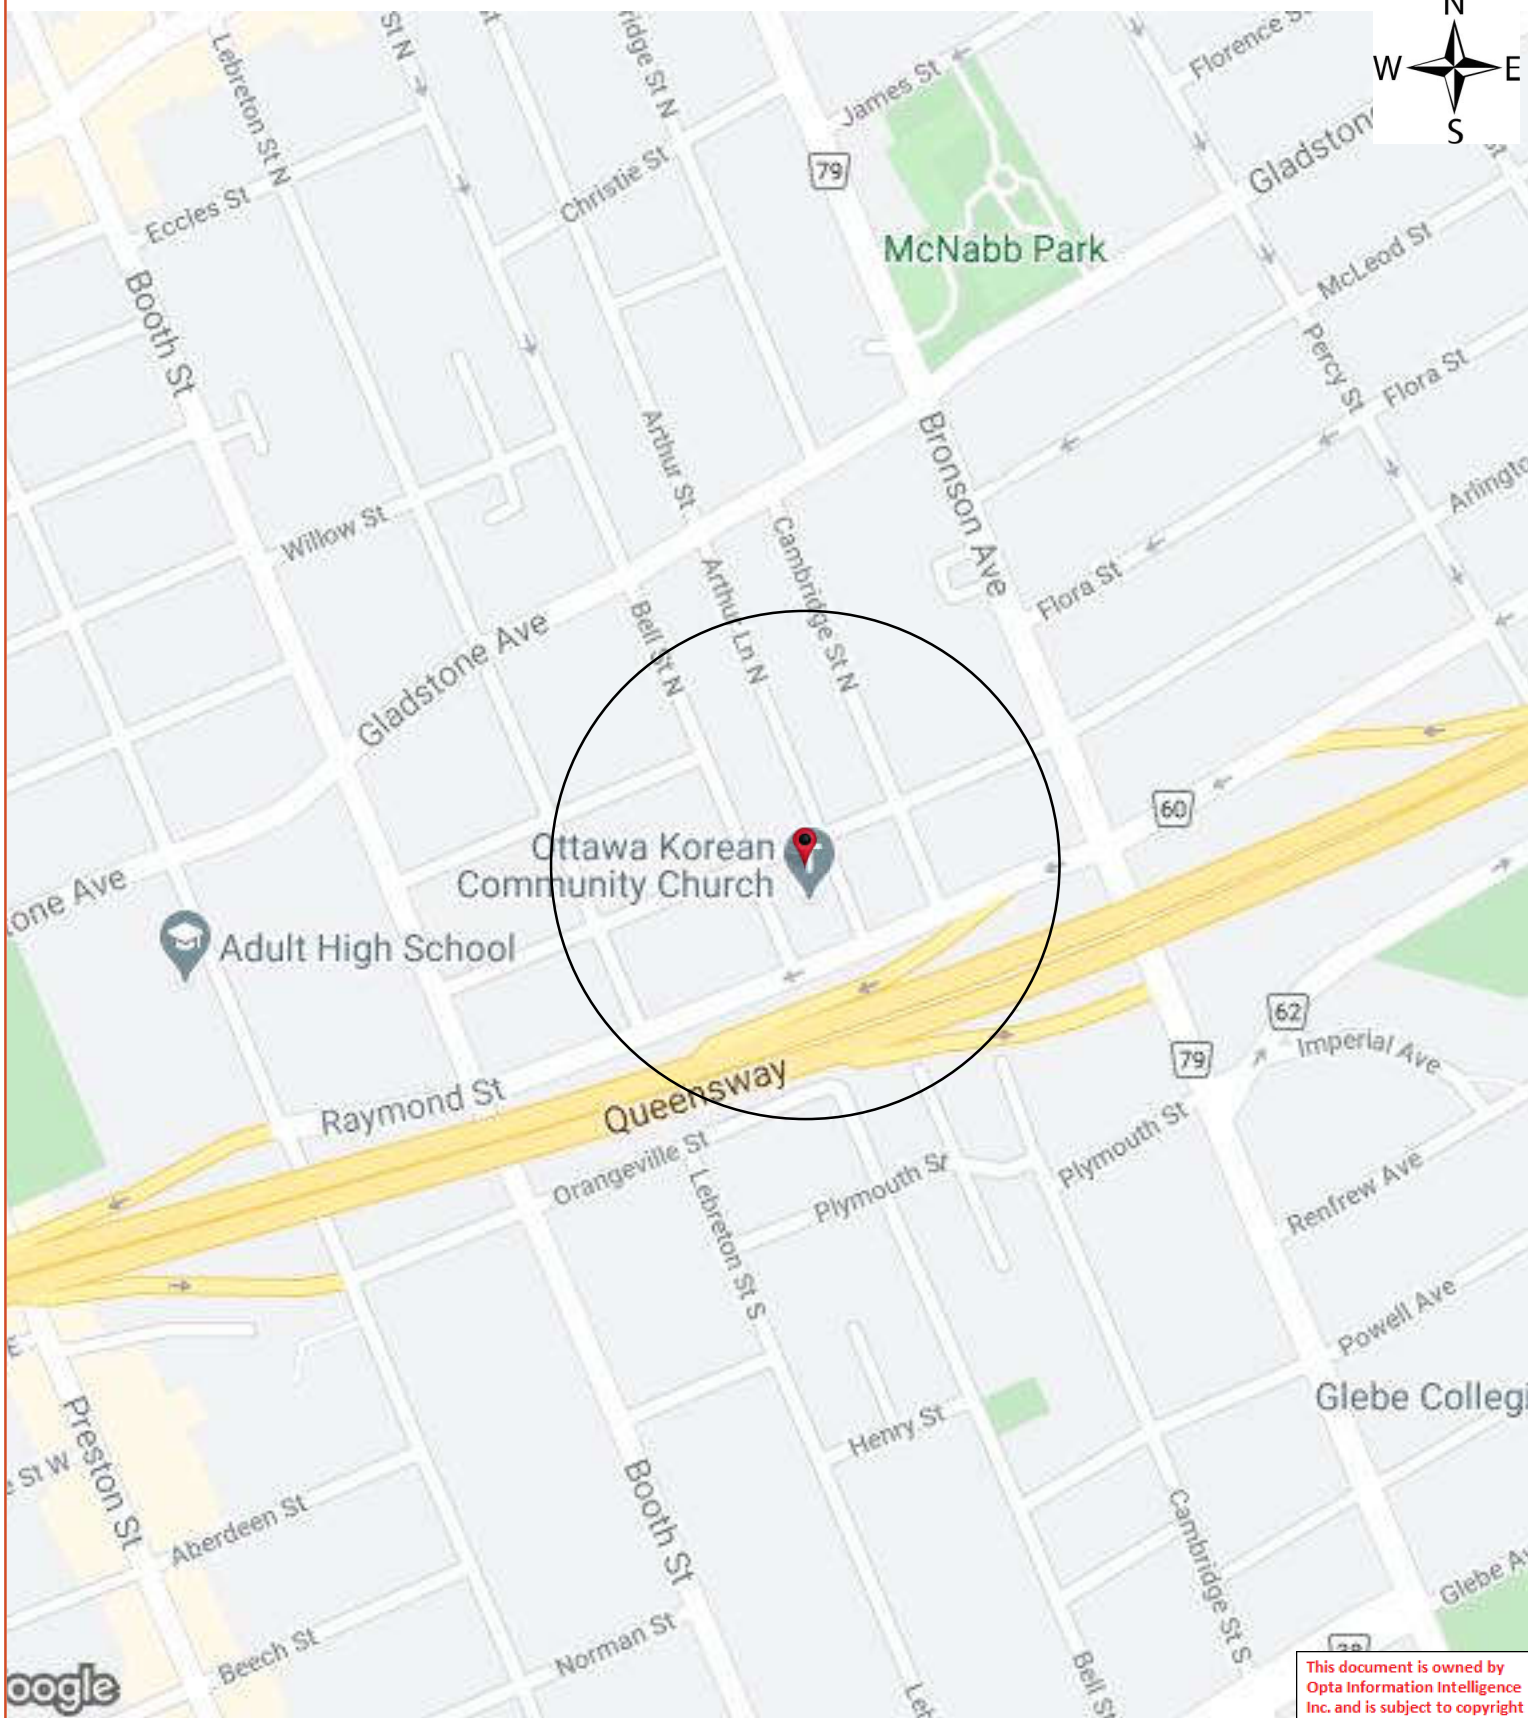 N
W E
S
St N
ridge St N
Lebreton St N
James St
Florence S
Gladston
79
Christie St
Eccles St
McNabb Park
McLeod St
Booth St
Percy St
Flora St
Arthur St
Bronson Ave
Arlingto
Willow St
Cambridge St N
Arthur Ln N
Flora St
Bell St N
Gladstone Ave
60
Ottawa Korean
Community Church
tone Ave
Adult High School
62
Imperial Ave
79
Raymond St
Queensway
Plymouth St
Orangeville St
Plymouth St
Renfrew Ave
Lebreton St S
Powell Ave
E
Glebe Collegi
Preston St
Henry St
St W
Booth St
Aberdeen St
Cambridge St S
Glebe Av
Beech St
Norman St
38
Bell St
Leb
oogle
This document is owned by
Opta Information Intelligence
Inc. and is subject to copyright